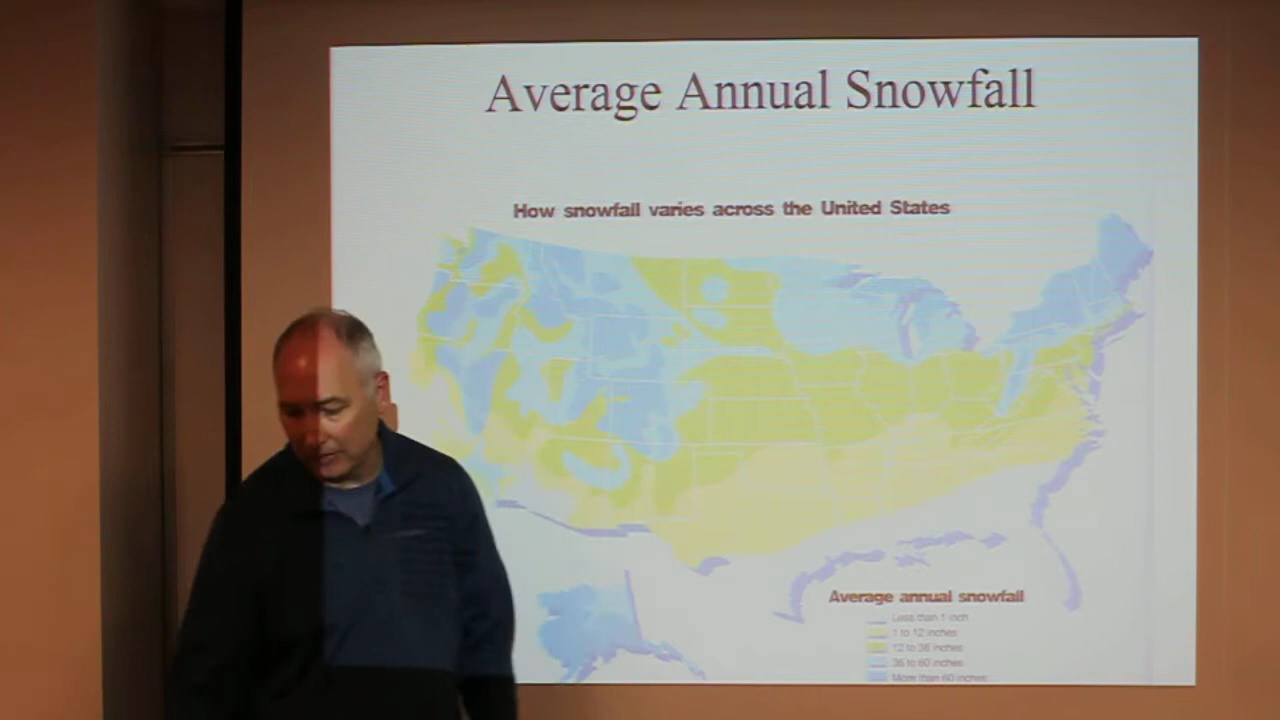 Average Annual Snowfall
How snowfall varies across the United States
Average annual snowfall
Less than 1 inch
1 to 12 inches
12 to 36 inches
36 to 60 inches
More than 60 inches